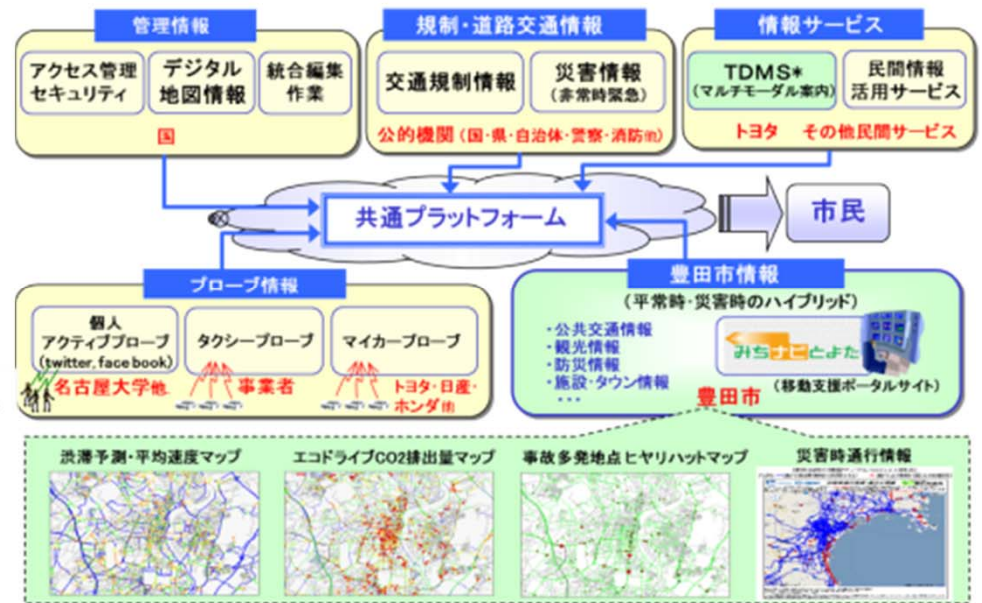 管理情報
アクセス管理
セキュリティ
デジタル
地図情報
統合編集
作業
国
規制・道路交通情報
交通規制情報
災害情報
(非常時緊急)
公的機関(国・県・自治体・警察・消防他)
情報サービス
TDMS*
(マルチモーダル案内)
民間情報
活用サービス
トヨタ その他民間サービス
共通プラットフォーム
市民
プローブ情報
個人
アクティブプローブ
(twitter, face book)
タクシープローブ
マイカープローブ
名古屋大学他
事業者
トヨタ・日産・
ホンダ他
豊田市情報
(平常時・災害時のハイブリッド)
・公共交通情報
・観光情報
・防災情報
・施設・タウン情報
・・・
みちナビとよた
(移動支援ポータルサイト)
豊田市
渋滞予測・平均速度マップ
エコドライブCO2排出量マップ
事故多発地点ヒヤリハットマップ
災害時通行情報